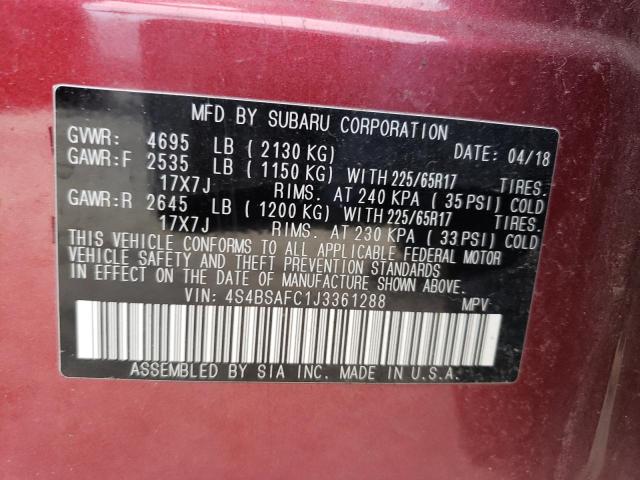 MFD BY SUBARU CORPORATION
GVWR: 4695 LB ( 2130 KG) DATE: 04/18
GAWR:F 2535 LB ( 1150 KG) WITH 225/65R17 TIRES.
17X7J RIMS. AT 240 KPA ( 35 PSI) COLD
GAWR:R 2645 LB ( 1200 KG) WITH 225/65R17 TIRES.
17X7J RIMS. AT 230 KPA ( 33 PSI) COLD
THIS VEHICLE CONFORMS TO ALL APPLICABLE FEDERAL MOTOR
VEHICLE SAFETY AND THEFT PREVENTION STANDARDS
IN EFFECT ON THE DATE OF MANUFACTURE SHOWN ABOVE.
VIN: 4S4BSAFC1J3361288 MPV
ASSEMBLED BY SIA INC. MADE IN U.S.A.